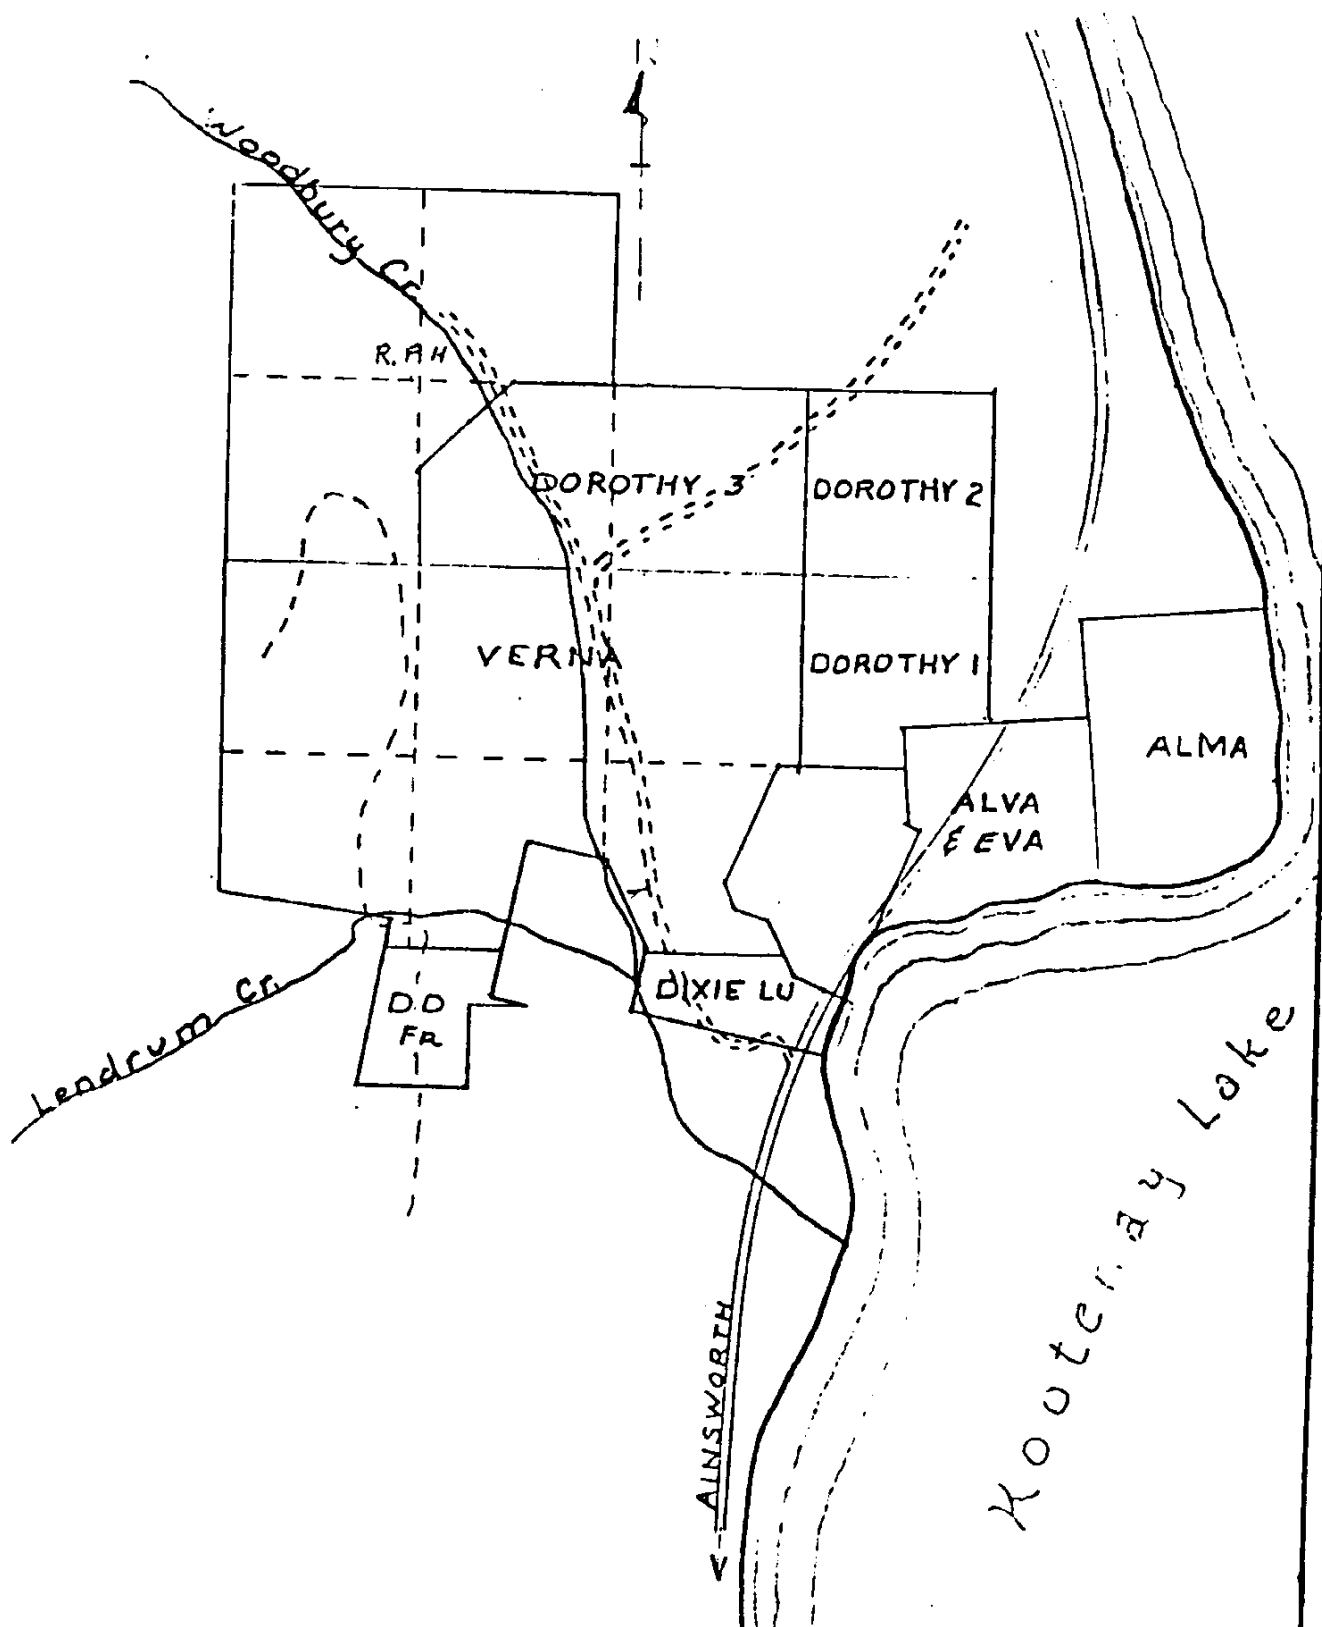 Woodbury Cr.
R.A H
DOROTHY 3
DOROTHY 2
VERNA
DOROTHY 1
ALMA
ALVA
& EVA
DIXIE LU
D.D
FR
Lendrum Cr.
Kootenay Lake
AINSWORTH